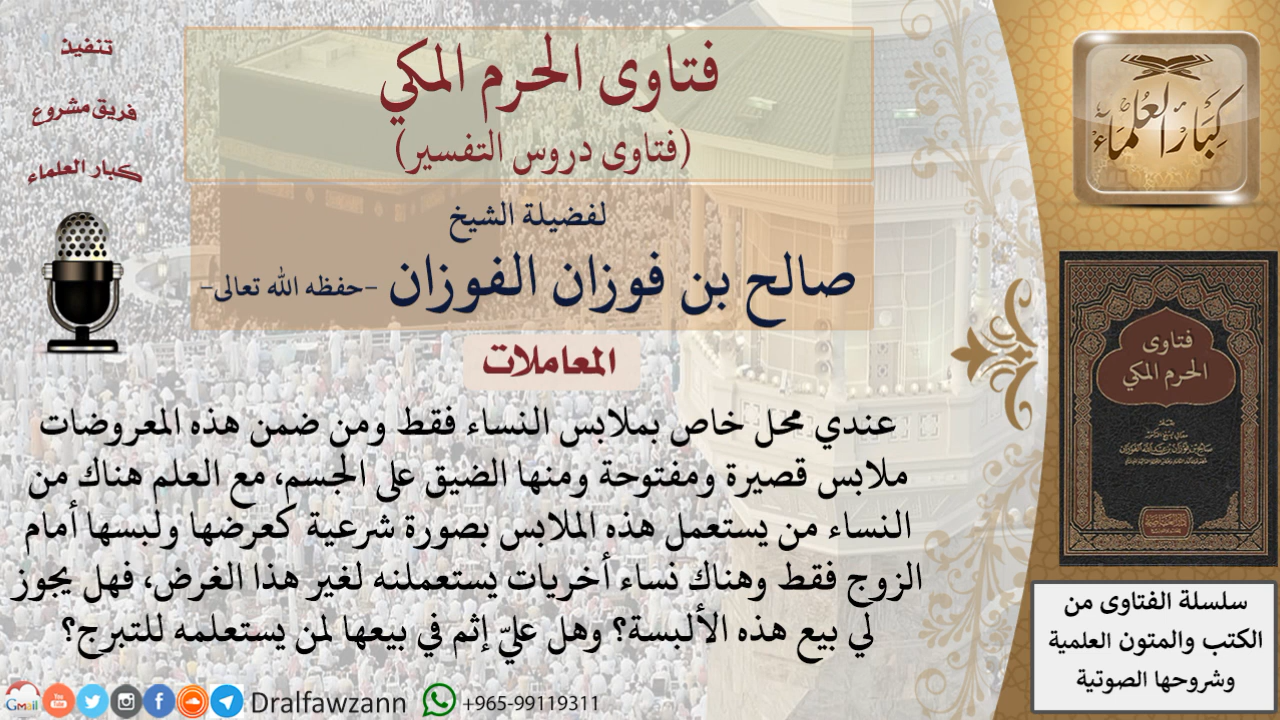 تنفيذ
فريق مشروع
كبار العلماء
فتاوى الحرم المكي
(فتاوى دروس التفسير)
لفضيلة الشيخ
صالح بن فوزان الفوزان -حفظه الله تعالى-
المعاملات
عندي محل خاص بملابس النساء فقط ومن ضمن هذه المعروضات
ملابس قصيرة ومفتوحة ومنها الضيق على الجسم، مع العلم هناك من
النساء من يستعمل هذه الملابس بصورة شرعية كعرضها ولبسها أمام
الزوج فقط وهناك نساء أخريات يستعملنه لغير هذا الغرض، فهل يجوز
لي بيع هذه الألبسة؟ وهل عليّ إثم في بيعها لمن يستعلمه للتبرج؟
كبار العلماء
فتاوى
الحرم المكي
سلسلة الفتاوى من
الكتب والمتون العلمية
وشروحها الصوتية
Gmail
You Tube
Dralfawzann
+965-99119311